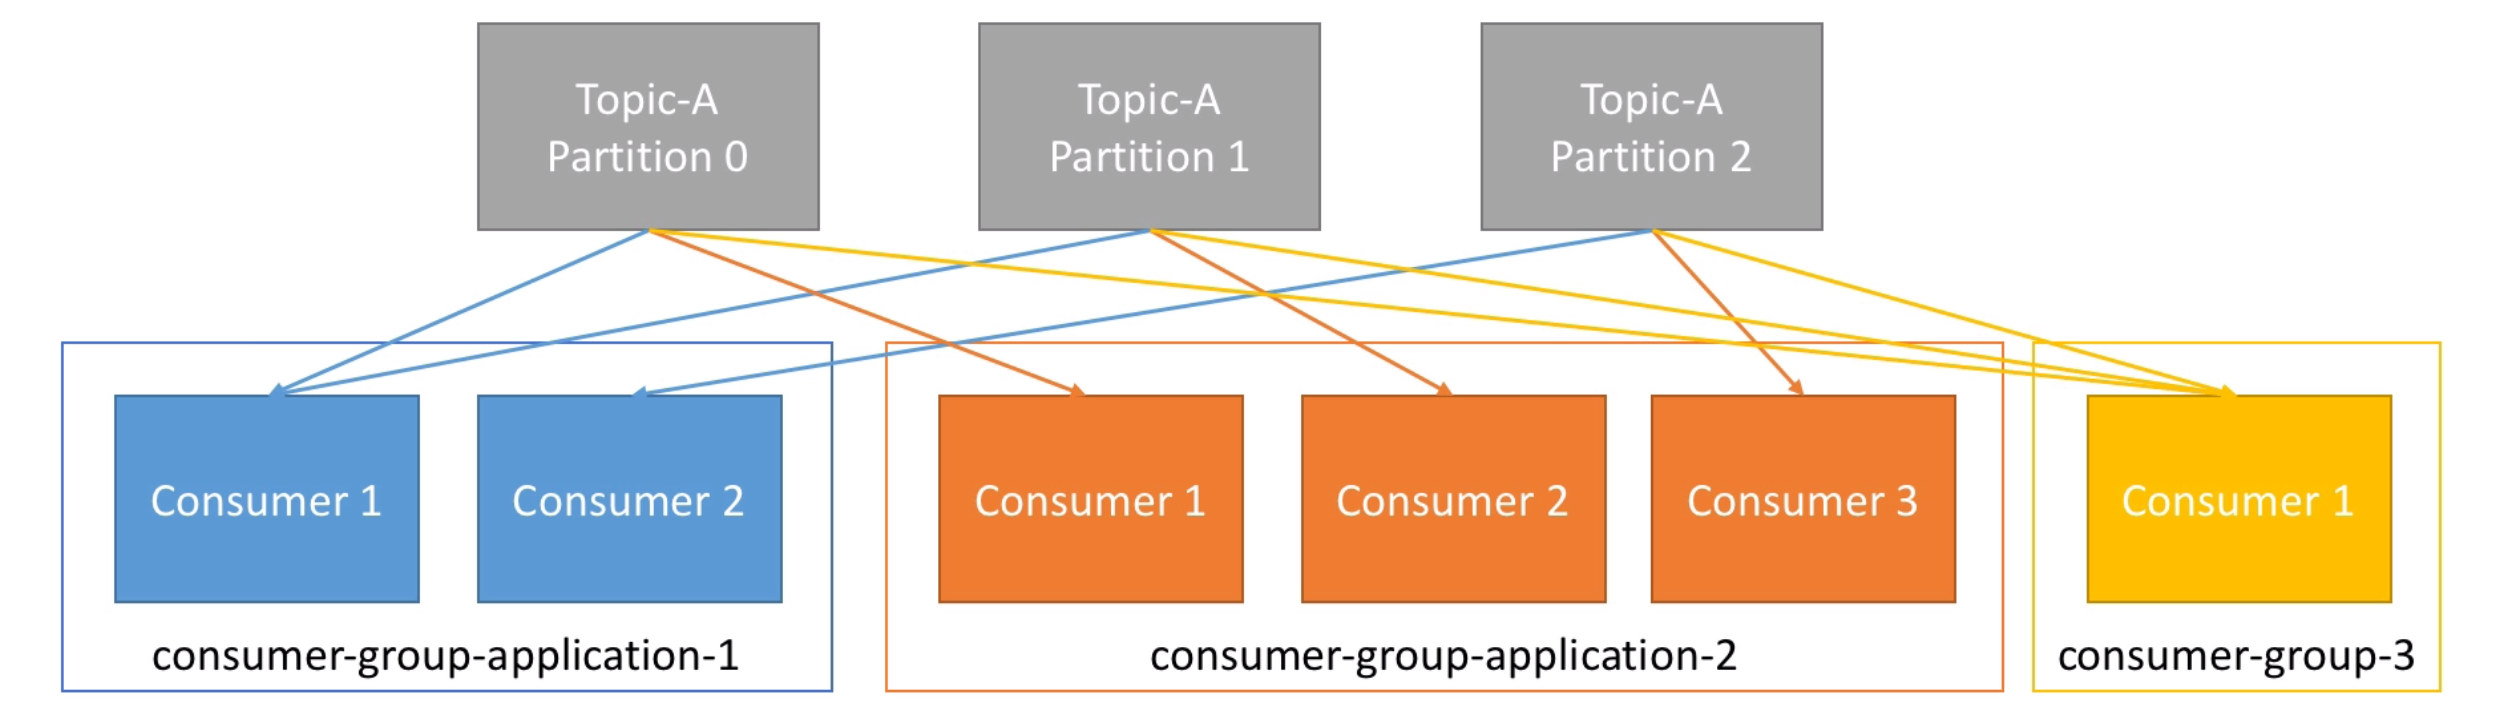 Topic-A
Partition 0
Topic-A
Partition 1
Topic-A
Partition 2
Consumer 1
Consumer 2
consumer-group-application-1
Consumer 1
Consumer 2
Consumer 3
consumer-group-application-2
Consumer 1
consumer-group-3